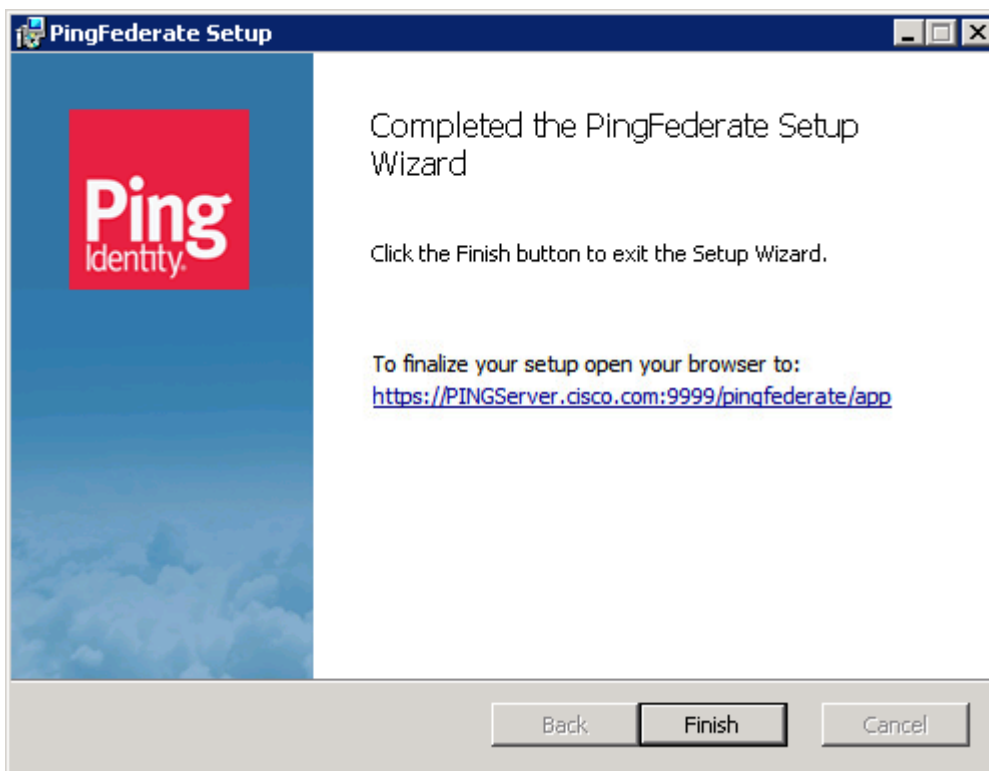 PingFederate Setup
Ping
Identity.
Completed the PingFederate Setup
Wizard
Click the Finish button to exit the Setup Wizard.
To finalize your setup open your browser to:
https://PINGServer.cisco.com:9999/pingfederate/app
Back
Finish
Cancel